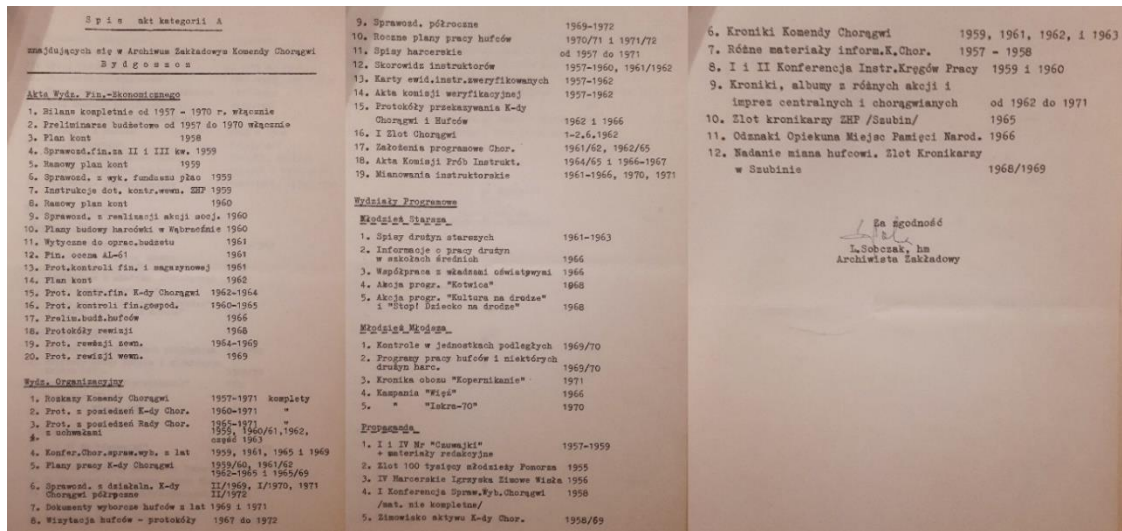 Spis akt kategorii A
znajdujących się w Archiwum Zakładowym Komendy Chorągwi
Bydgoszcz
Akta Wydz. Fin.-Ekonomicznego
1. Bilans kompletnie od 1957 - 1970 r. włącznie
2. Preliminarze budżetowe od 1957 do 1970 włącznie
3. Plan kont 1958
4. Sprawozd.fin.za II i III kw. 1959
5. Ramowy plan kont 1959
6. Sprawozd. z wyk. funduszu płac 1959
7. Instrukcje dot. kontr.wewn. ZHP 1959
8. Ramowy plan kont 1960
9. Sprawozd. z realizacji akcji socj. 1960
10. Plany budowy harcówki w Wąbrzeźnie 1960
11. Wytyczne do oprac.budżetu 1961
12. Fin. ocena AL-61 1961
13. Prot.kontroli fin. i magazynowej 1961
14. Plan kont 1962
15. Prot. kontr.fin. K-dy Chorągwi 1962-1964
16. Prot. kontroli fin.gospod. 1960-1965
17. Prelim.budż.hufców 1966
18. Protokóły rewizji 1968
19. Prot. rewizji zewn. 1964-1969
20. Prot. rewizji wewn. 1969
Wydz. Organizacyjny
1. Rozkazy Komendy Chorągwi 1957-1971 komplety
2. Prot. z posiedzeń K-dy Chor. 1960-1971 "
3. Prot. z posiedzeń Rady Chor. 1965-1971 "
z uchwałami 1959, 1960/61,1962,
część 1963
4. Konfer.Chor.spraw.wyb. z lat 1959, 1961, 1965 i 1969
5. Plany pracy K-dy Chorągwi 1959/60, 1961/62
1962-1965 i 1965/69
6. Sprawozd. z działaln. K-dy II/1969, I/1970, 1971
Chorągwi półroczne II/1972
7. Dokumenty wyborcze hufców z lat 1969 i 1971
8. Wizytacja hufców - protokóły 1967 do 1972
9. Sprawozd. półroczne 1969-1972
10. Roczne plany pracy hufców 1970/71 i 1971/72
11. Spisy harcerskie od 1957 do 1971
12. Skorowidz instruktorów 1957-1960, 1961/1962
13. Karty ewid.instr.zweryfikowanych 1957-1962
14. Akta komisji weryfikacyjnej 1957-1962
15. Protokóły przekazywania K-dy
Chorągwi i Hufców 1962 i 1966
16. I Zlot Chorągwi 1-2.6.1962
17. Założenia programowe Chor. 1961/62, 1962/65
18. Akta Komisji Prób Instrukt. 1964/65 i 1966-1967
19. Mianowania instruktorskie 1961-1966, 1970, 1971
Wydziały Programowe
Młodzież Starsza
1. Spisy drużyn starszych 1961-1963
2. Informacje o pracy drużyn
w szkołach średnich 1966
3. Współpraca z władzami oświatowymi 1966
4. Akcja progr. "Kotwica" 1968
5. Akcja progr. "Kultura na drodze"
i "Stop! Dziecko na drodze" 1968
Młodzież Młodsza
1. Kontrole w jednostkach podległych 1969/70
2. Programy pracy hufców i niektórych
drużyn harc. 1969/70
3. Kronika obozu "Kopernikanie" 1971
4. Kampania "Więź" 1966
5. " "Iskra-70" 1970
Propaganda
1. I i IV Nr "Czuwajki"
+ materiały redakcyjne 1957-1959
2. Zlot 100 tysięcy młodzieży Pomorza 1955
3. IV Harcerskie Igrzyska Zimowe Wisła 1956
4. I Konferencja Spraw.Wyb.Chorągwi 1958
/mat. nie kompletne/
5. Zimowisko aktywu K-dy Chor. 1958/69
6. Kroniki Komendy Chorągwi 1959, 1961, 1962, i 1963
7. Różne materiały inform.K.Chor. 1957 - 1958
8. I i II Konferencja Instr.Kręgów Pracy 1959 i 1960
9. Kroniki, albumy z różnych akcji i
imprez centralnych i chorągwianych od 1962 do 1971
10. Zlot kronikarzy ZHP /Szubin/ 1965
11. Odznaki Opiekuna Miejsc Pamięci Narod. 1966
12. Nadanie miana hufcowi. Zlot Kronikarzy
w Szubinie 1968/1969
Za zgodność
L.Sobczak, hm
Archiwista Zakładowy